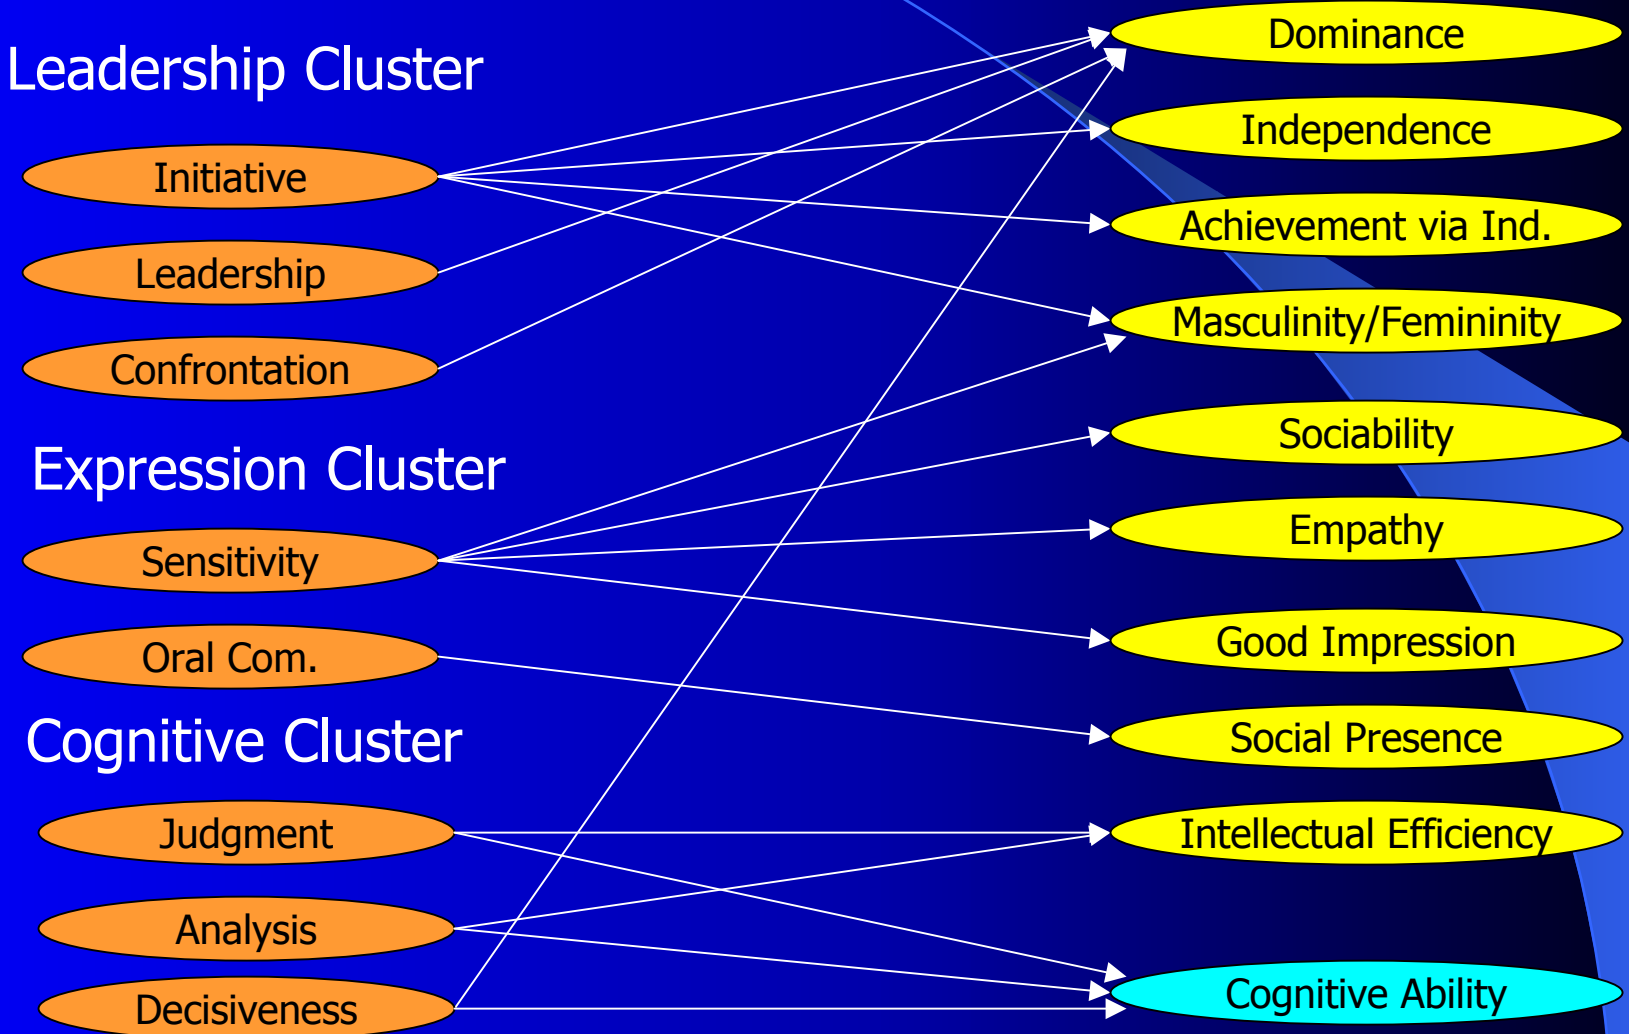 Leadership Cluster
Initiative
Leadership
Confrontation
Expression Cluster
Sensitivity
Oral Com.
Cognitive Cluster
Judgment
Analysis
Decisiveness
Dominance
Independence
Achievement via Ind.
Masculinity/Femininity
Sociability
Empathy
Good Impression
Social Presence
Intellectual Efficiency
Cognitive Ability